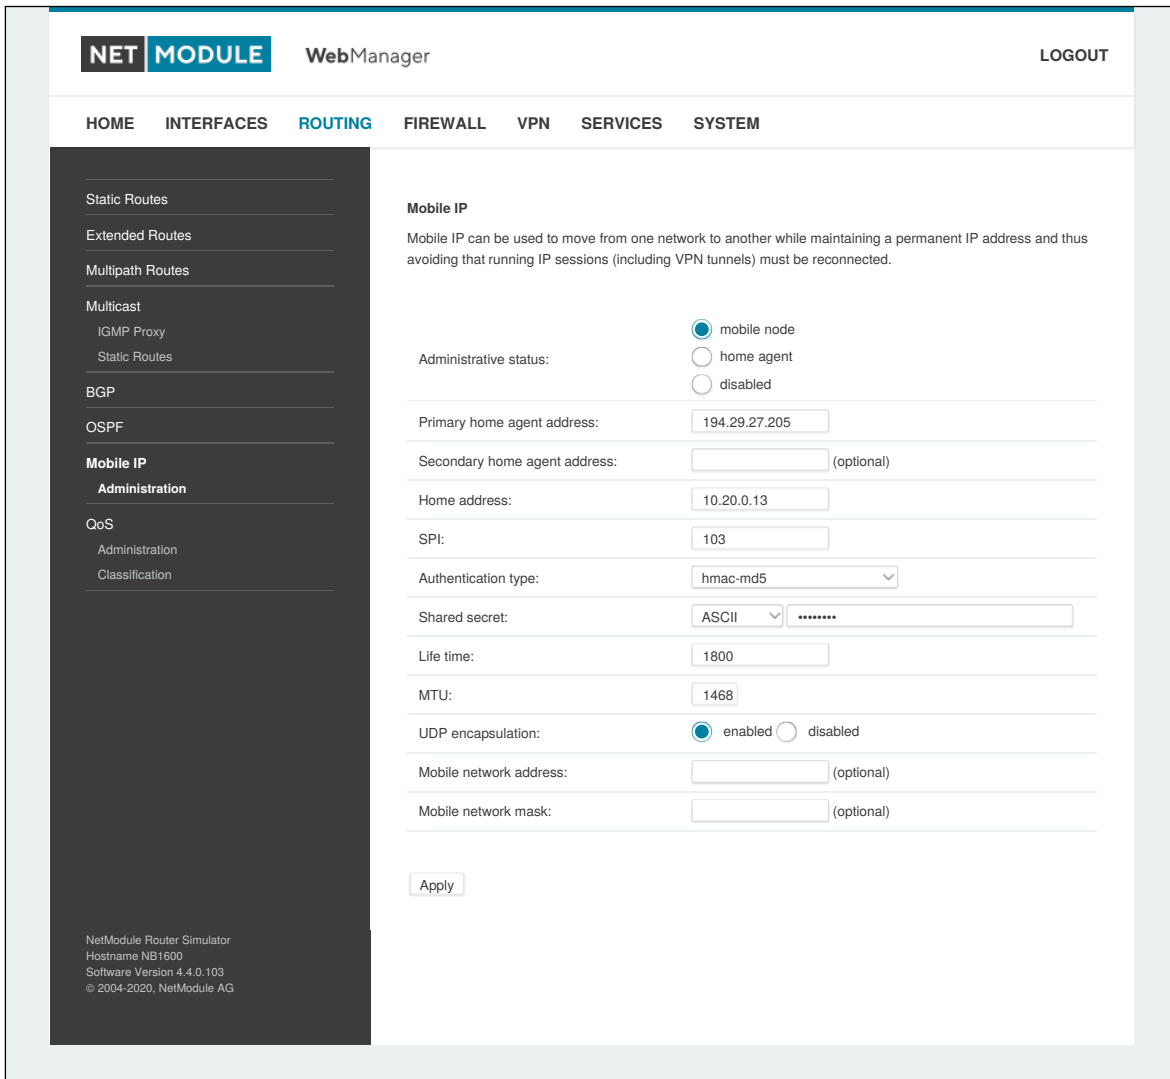 NET MODULE WebManager LOGOUT
HOME INTERFACES ROUTING FIREWALL VPN SERVICES SYSTEM
Static Routes
Extended Routes
Multipath Routes
Multicast
IGMP Proxy
Static Routes
BGP
OSPF
Mobile IP
Administration
QoS
Administration
Classification
NetModule Router Simulator
Hostname NB1600
Software Version 4.4.0.103
© 2004-2020, NetModule AG
Mobile IP
Mobile IP can be used to move from one network to another while maintaining a permanent IP address and thus
avoiding that running IP sessions (including VPN tunnels) must be reconnected.
Administrative status:
mobile node
home agent
disabled
Primary home agent address: 194.29.27.205
Secondary home agent address: (optional)
Home address: 10.20.0.13
SPI: 103
Authentication type: hmac-md5
Shared secret: ASCII ••••••••
Life time: 1800
MTU: 1468
UDP encapsulation: enabled disabled
Mobile network address: (optional)
Mobile network mask: (optional)
Apply